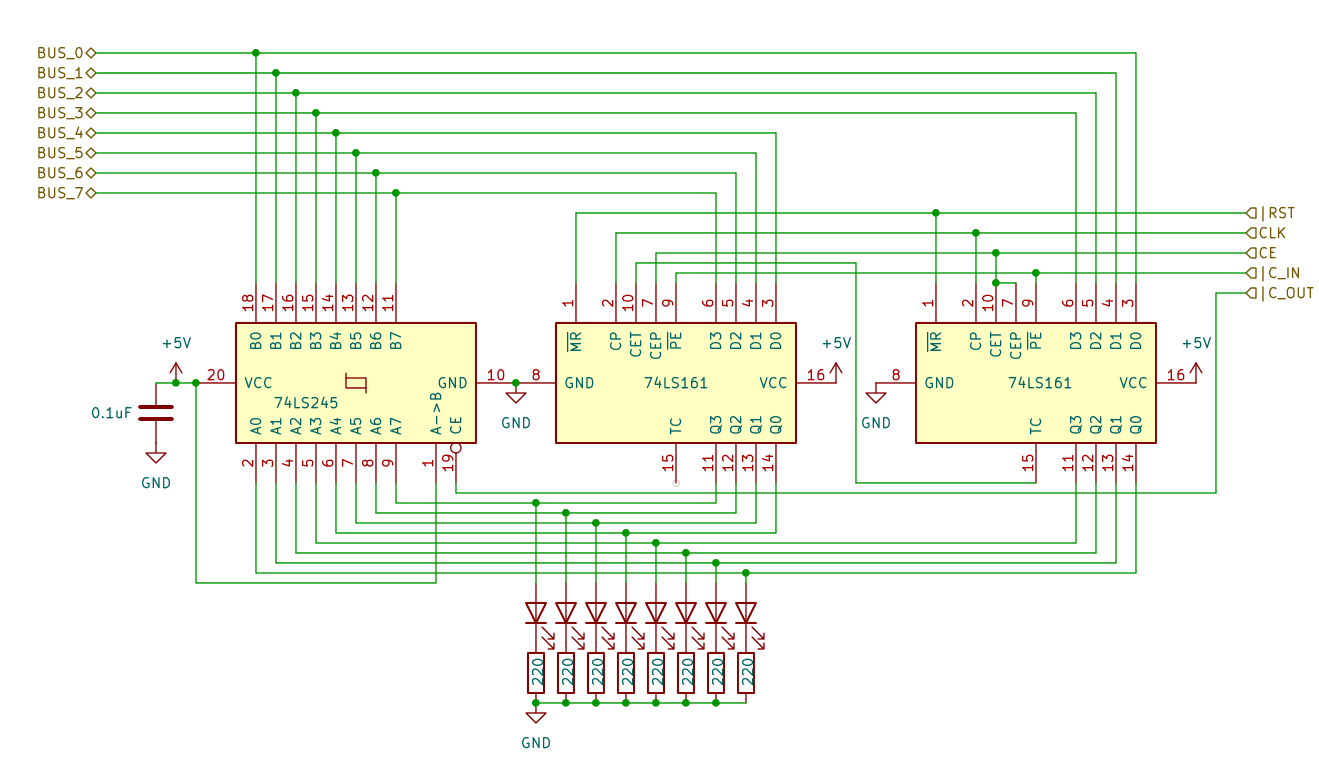 BUS_0
BUS_1
BUS_2
BUS_3
BUS_4
BUS_5
BUS_6
BUS_7
|RST
CLK
CE
|C_IN
|C_OUT
18 17 16 15 14 13 12 11
B0 B1 B2 B3 B4 B5 B6 B7
+5V
20 VCC GND 10
74LS245
0.1uF
GND
A0 A1 A2 A3 A4 A5 A6 A7 A->B CE
2 3 4 5 6 7 8 9 1 19
GND
1 2 10 7 9 6 5 4 3
MR CP CET CEP PE D3 D2 D1 D0
+5V
8 GND 74LS161 VCC 16
TC Q3 Q2 Q1 Q0
15 11 12 13 14
GND
1 2 10 7 9 6 5 4 3
MR CP CET CEP PE D3 D2 D1 D0
+5V
8 GND 74LS161 VCC 16
TC Q3 Q2 Q1 Q0
15 11 12 13 14
220 220 220 220 220 220 220 220
GND